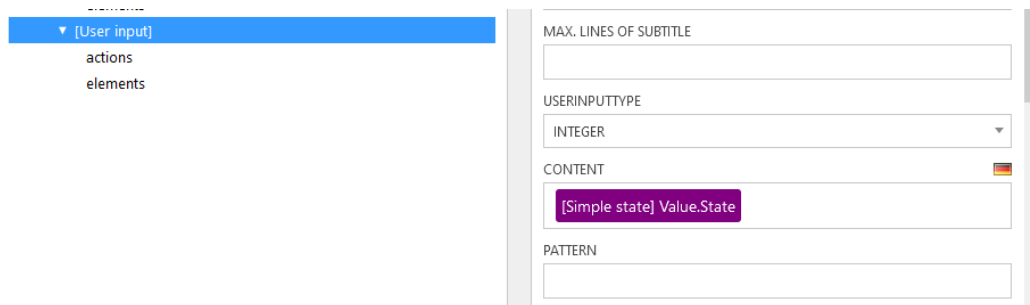 ▼ [User input]
actions
elements
MAX. LINES OF SUBTITLE
USERINPUTTYPE
INTEGER
CONTENT
[Simple state] Value.State
PATTERN